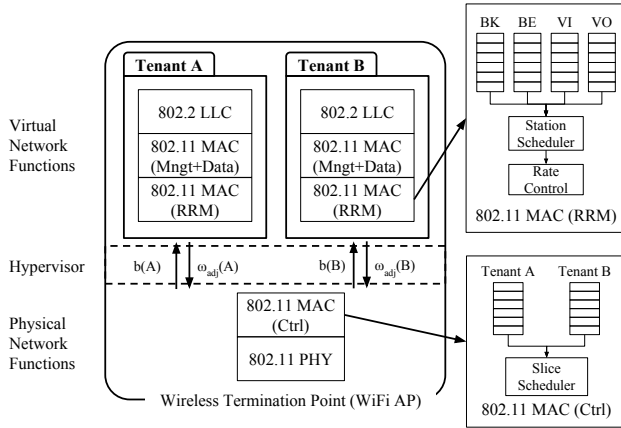 Tenant A
Tenant B
802.2 LLC
802.11 MAC
(Mngt+Data)
802.11 MAC
(RRM)
802.2 LLC
802.11 MAC
(Mngt+Data)
802.11 MAC
(RRM)
Virtual
Network
Functions
Hypervisor
b(A)
ωadj(A)
b(B)
ωadj(B)
Physical
Network
Functions
802.11 MAC
(Ctrl)
802.11 PHY
Wireless Termination Point (WiFi AP)
BK BE VI VO
Station
Scheduler
Rate
Control
802.11 MAC (RRM)
Tenant A Tenant B
Slice
Scheduler
802.11 MAC (Ctrl)